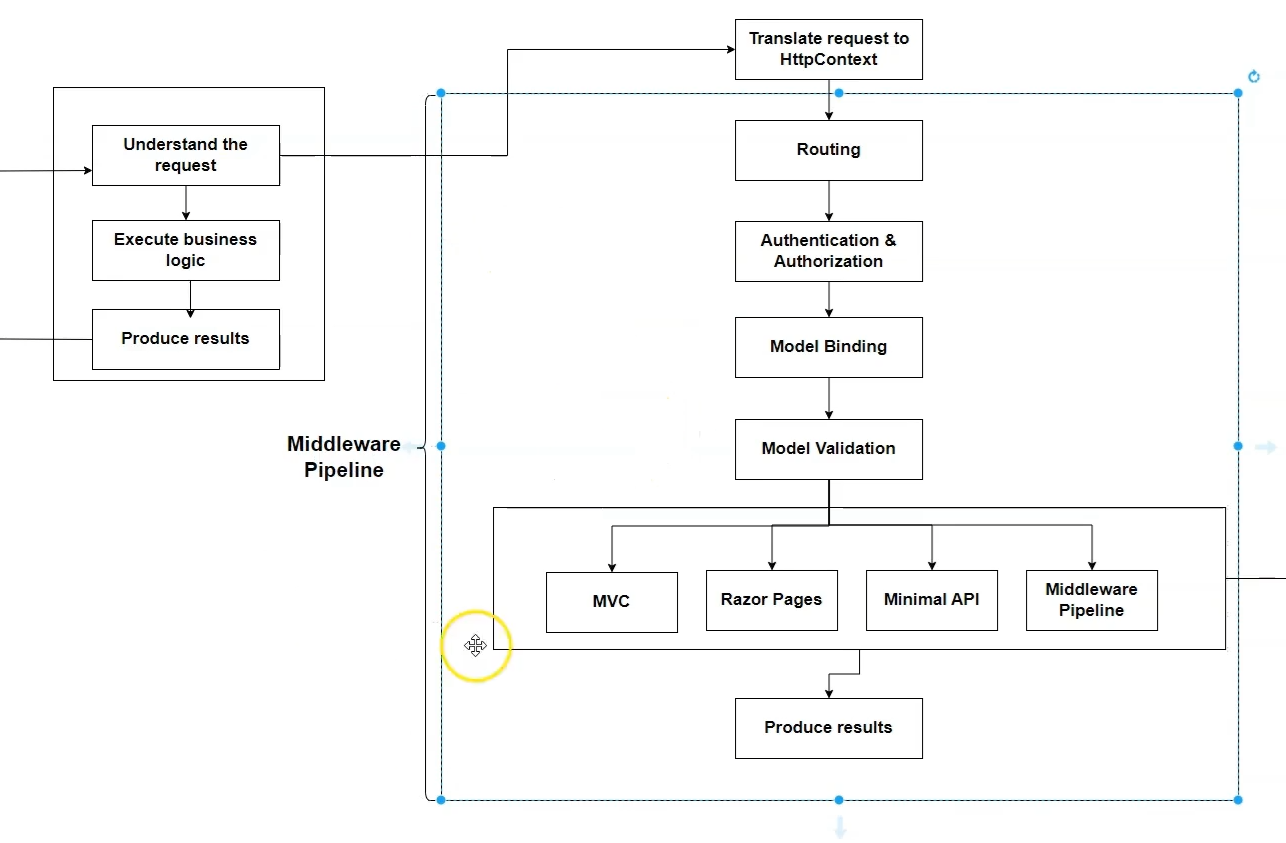 Translate request to
HttpContext
Understand the
request
Routing
Execute business
logic
Authentication &
Authorization
Produce results
Model Binding
Middleware
Pipeline
Model Validation
MVC
Razor Pages
Minimal API
Middleware
Pipeline
Produce results